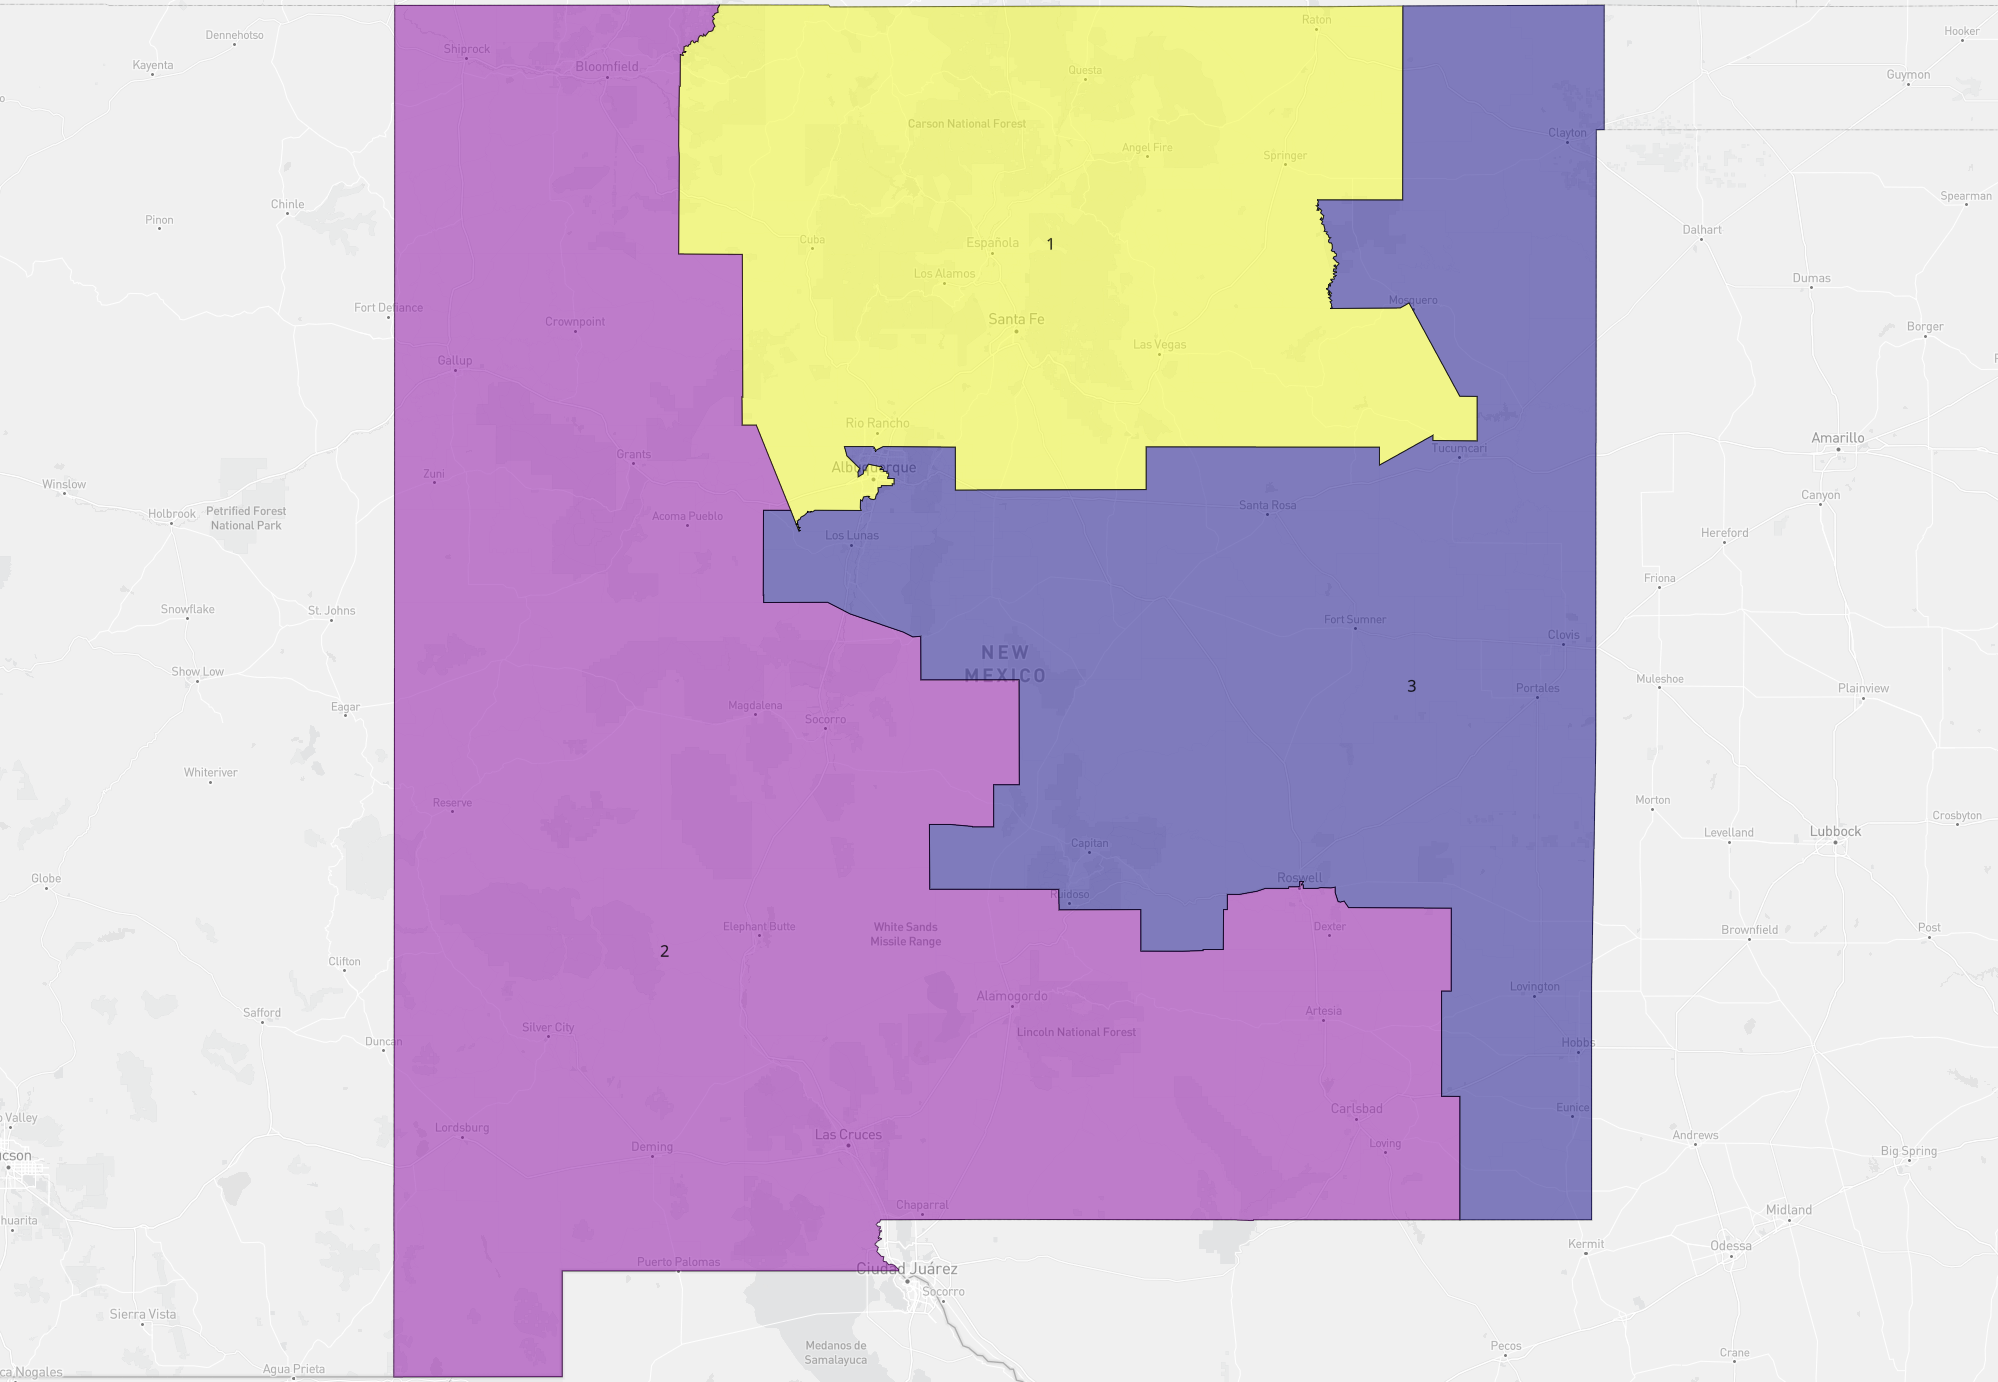 Dennehotso
Kayenta
Shiprock
Bloomfield
Raton
Questa
Hooker
Guymon
Carson National Forest
Clayton
Angel Fire
Springer
Chinle
Pinon
Spearman
Dalhart
Cuba
Española
1
Los Alamos
Dumas
Fort Defiance
Crownpoint
Santa Fe
Mosquero
Borger
Gallup
Las Vegas
Rio Rancho
Grants
Albuquerque
Tucumcari
Amarillo
Zuni
Winslow
Canyon
Holbrook
Petrified Forest
National Park
Acoma Pueblo
Santa Rosa
Los Lunas
Hereford
Friona
Snowflake
St. Johns
Fort Sumner
Clovis
NEW
MEXICO
Show Low
Muleshoe
3
Portales
Plainview
Eagar
Magdalena
Socorro
Whiteriver
Reserve
Morton
Crosbyton
Levelland
Lubbock
Capitan
Globe
Roswell
Ruidoso
Elephant Butte
White Sands
Missile Range
Dexter
Brownfield
Post
2
Clifton
Lovington
Alamogordo
Safford
Artesia
Silver City
Lincoln National Forest
Duncan
Hobbs
o Valley
Carlsbad
Eunice
Lordsburg
Deming
Las Cruces
Loving
Andrews
Big Spring
ucson
Chaparral
Midland
huarita
Kermit
Odessa
Puerto Palomas
Ciudad Juárez
Socorro
Sierra Vista
Medanos de
Samalayuca
Pecos
Crane
ca Nogales
Agua Prieta